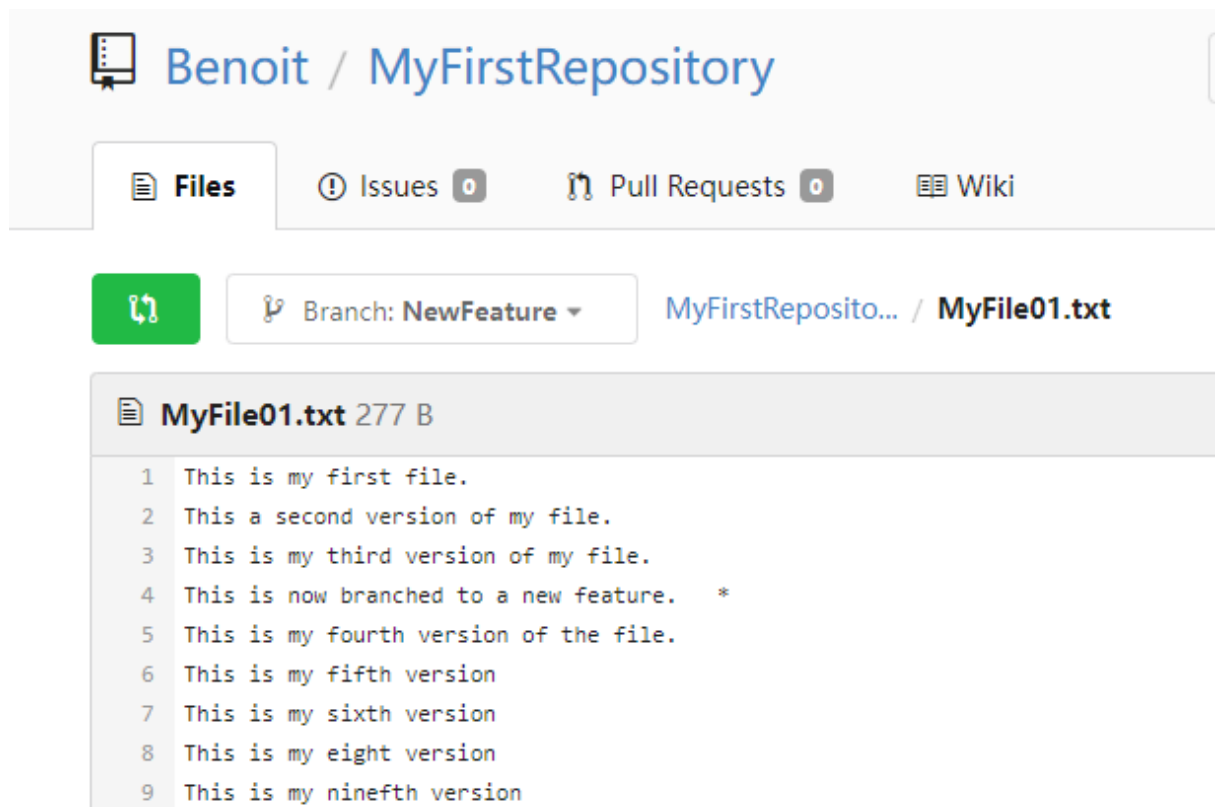 Benoit / MyFirstRepository
Files Issues 0 Pull Requests 0 Wiki
Branch: NewFeature MyFirstReposito... / MyFile01.txt
MyFile01.txt 277 B
1 This is my first file.
2 This a second version of my file.
3 This is my third version of my file.
4 This is now branched to a new feature. *
5 This is my fourth version of the file.
6 This is my fifth version
7 This is my sixth version
8 This is my eight version
9 This is my ninefth version